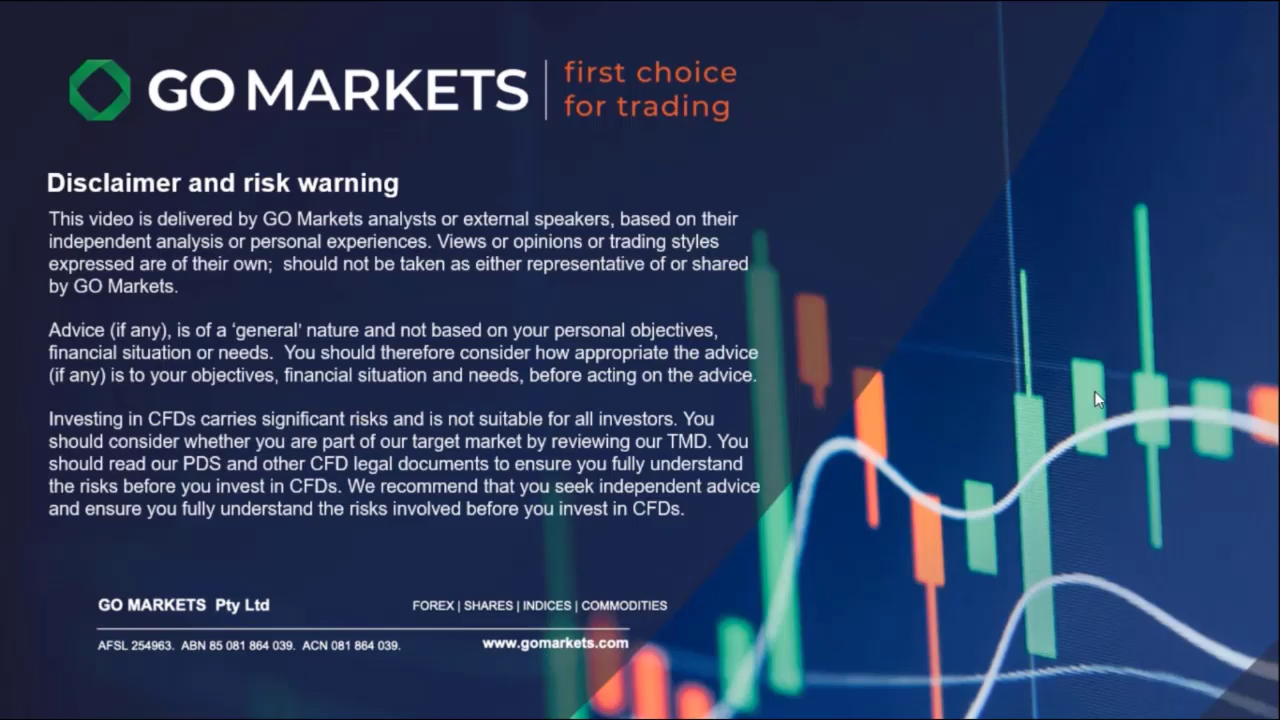 GO MARKETS
first choice
for trading
Disclaimer and risk warning
This video is delivered by GO Markets analysts or external speakers, based on their
independent analysis or personal experiences. Views or opinions or trading styles
expressed are of their own;  should not be taken as either representative of or shared
by GO Markets.
Advice (if any), is of a ‘general’ nature and not based on your personal objectives,
financial situation or needs.  You should therefore consider how appropriate the advice
(if any) is to your objectives, financial situation and needs, before acting on the advice.
Investing in CFDs carries significant risks and is not suitable for all investors. You
should consider whether you are part of our target market by reviewing our TMD. You
should read our PDS and other CFD legal documents to ensure you fully understand
the risks before you invest in CFDs. We recommend that you seek independent advice
and ensure you fully understand the risks involved before you invest in CFDs.
GO MARKETS  Pty Ltd
FOREX | SHARES | INDICES | COMMODITIES
AFSL 254963.  ABN 85 081 864 039.  ACN 081 864 039.
www.gomarkets.com